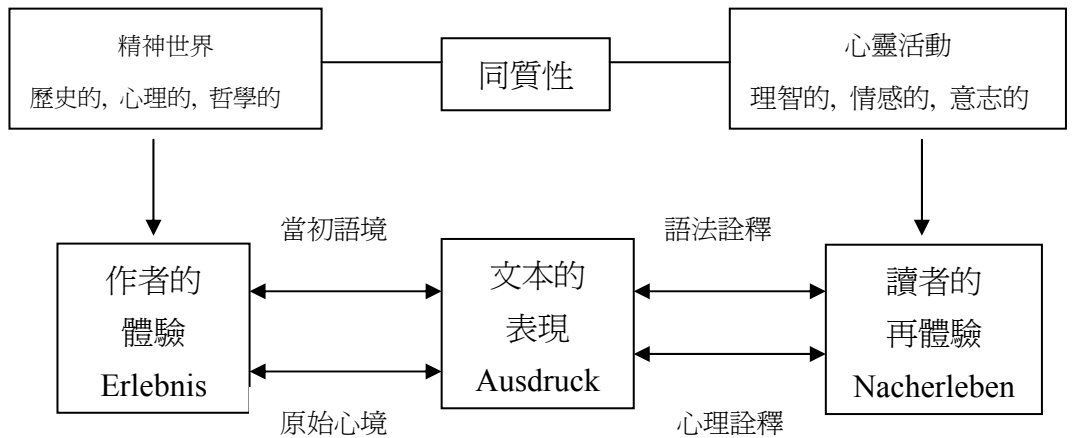 精神世界
歷史的, 心理的, 哲學的
同質性
心靈活動
理智的, 情感的, 意志的
當初語境
語法詮釋
作者的
體驗
Erlebnis
文本的
表現
Ausdruck
讀者的
再體驗
Nacherleben
原始心境
心理詮釋